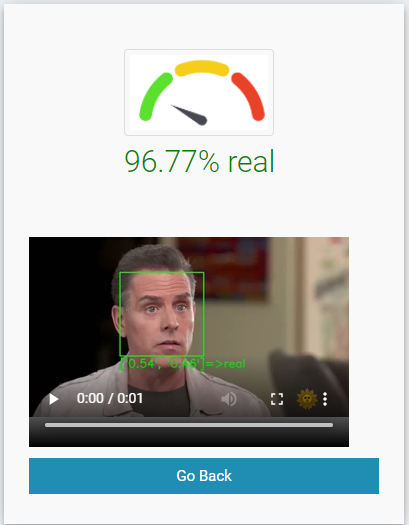 96.77% real
['0.54', '0.46']=>real
0:00 / 0:01
Go Back